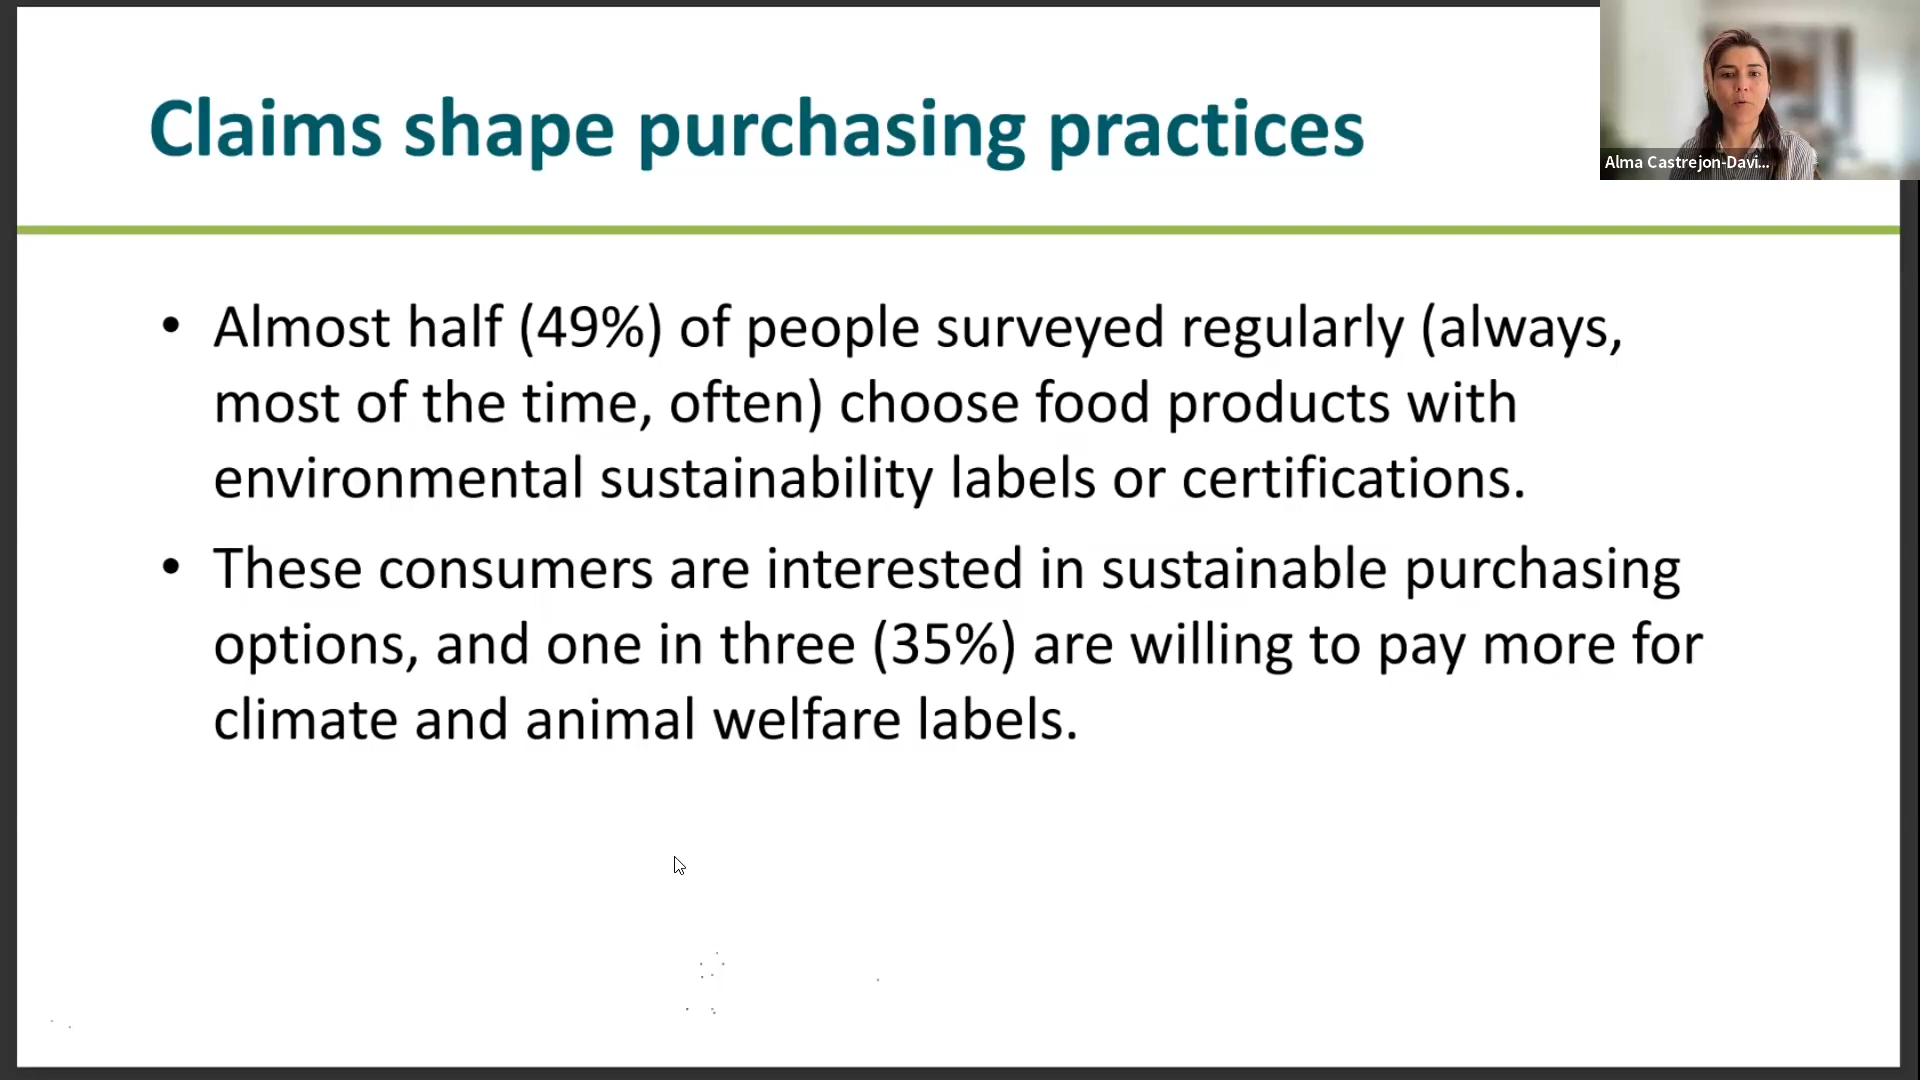 Claims shape purchasing practices
Alma Castrejon-Davi...
• Almost half (49%) of people surveyed regularly (always,
most of the time, often) choose food products with
environmental sustainability labels or certifications.
• These consumers are interested in sustainable purchasing
options, and one in three (35%) are willing to pay more for
climate and animal welfare labels.